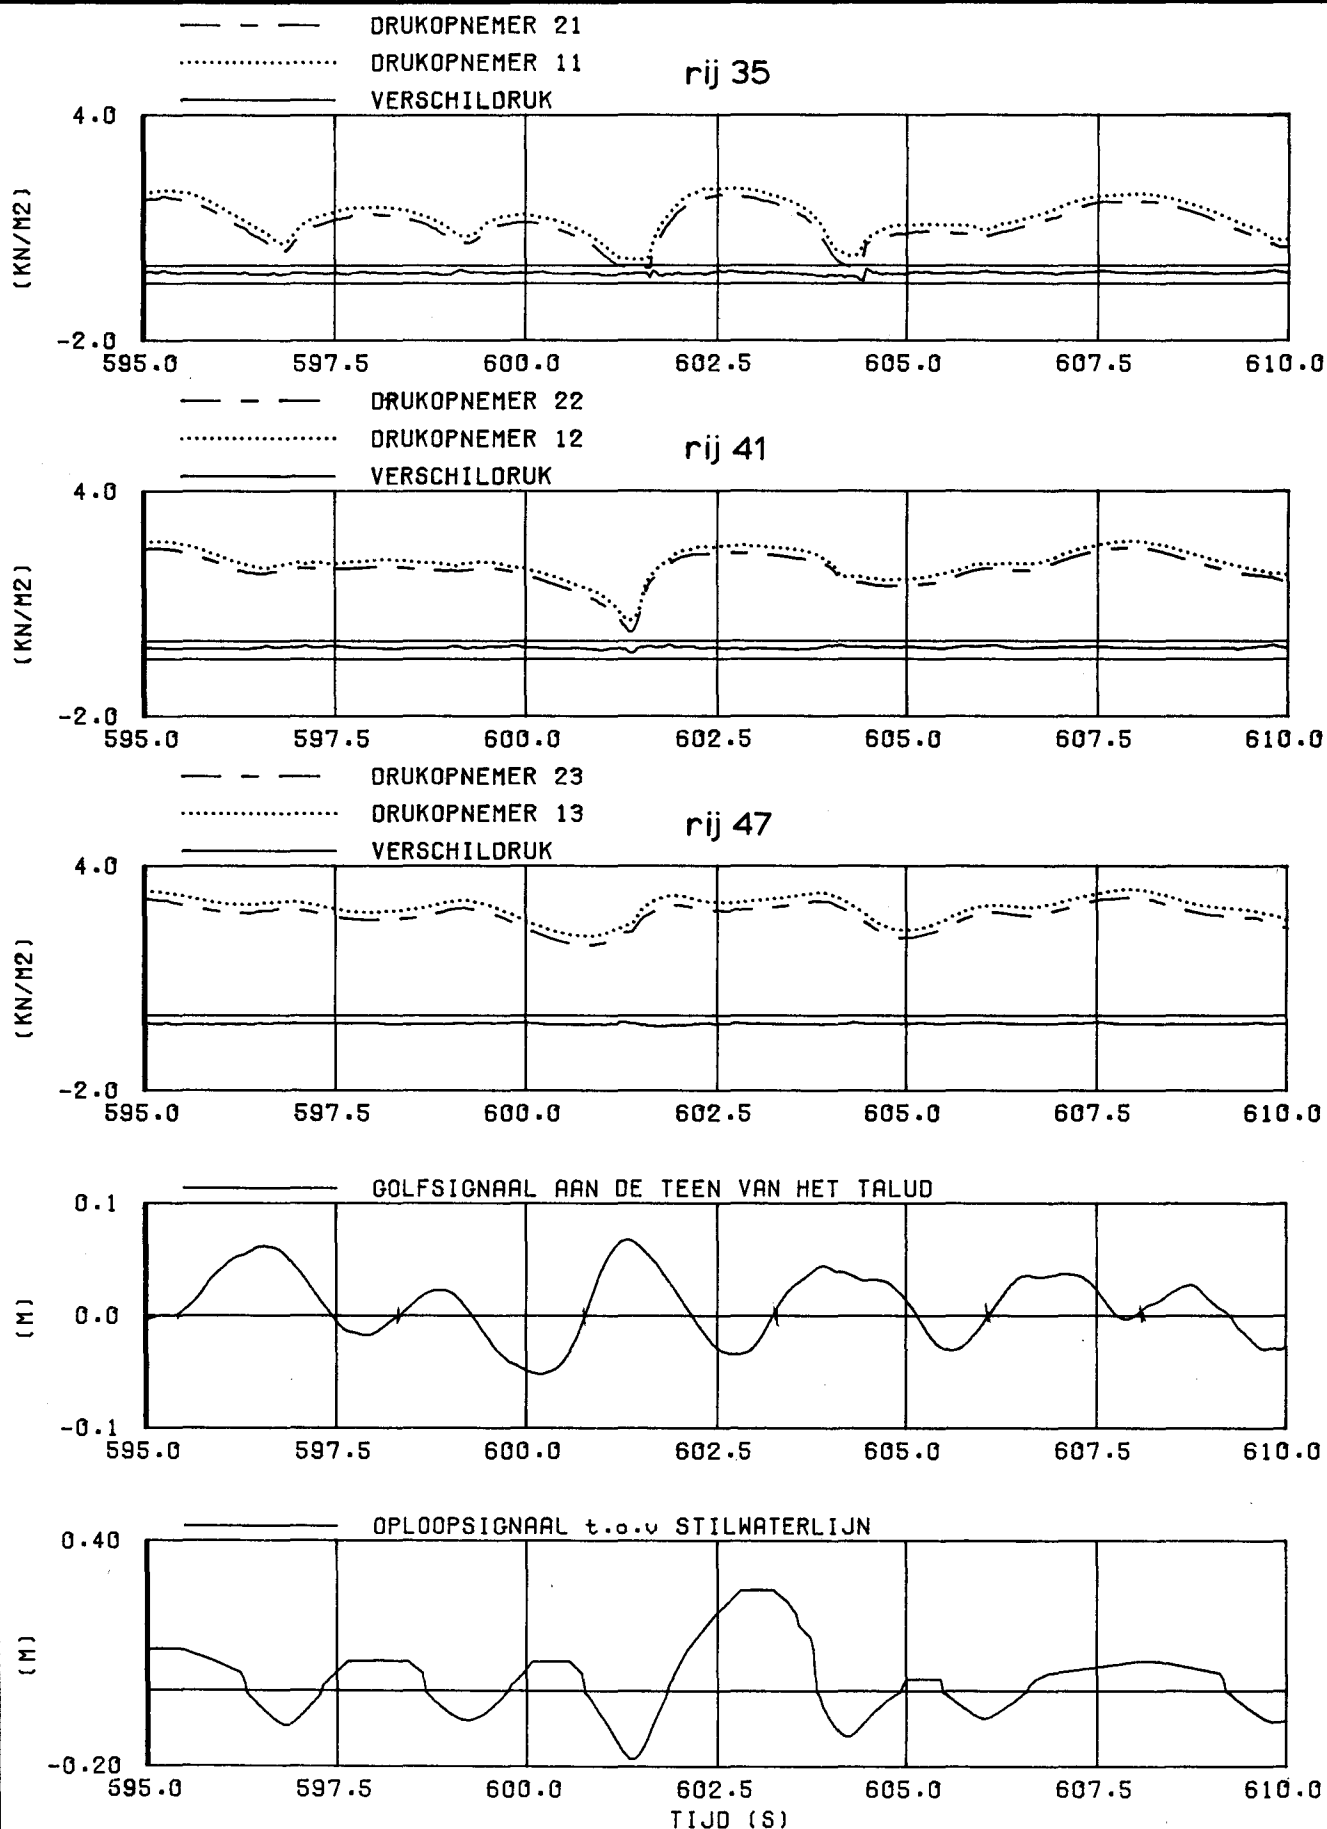 DRUKOPNEMER 21
DRUKOPNEMER 11
rij 35
VERSCHILDRUK
4.0
(KN/M2)
-2.0
595.0 597.5 600.0 602.5 605.0 607.5 610.0
DRUKOPNEMER 22
DRUKOPNEMER 12
rij 41
VERSCHILDRUK
4.0
(KN/M2)
-2.0
595.0 597.5 600.0 602.5 605.0 607.5 610.0
DRUKOPNEMER 23
DRUKOPNEMER 13
rij 47
VERSCHILDRUK
4.0
(KN/M2)
-2.0
595.0 597.5 600.0 602.5 605.0 607.5 610.0
GOLFSIGNAAL AAN DE TEEN VAN HET TALUD
0.1
0.0
(M)
-0.1
595.0 597.5 600.0 602.5 605.0 607.5 610.0
OPLOOPSIGNAAL t.o.v STILWATERLIJN
0.40
(M)
-0.20
595.0 597.5 600.0 602.5 605.0 607.5 610.0
TIJD (S)